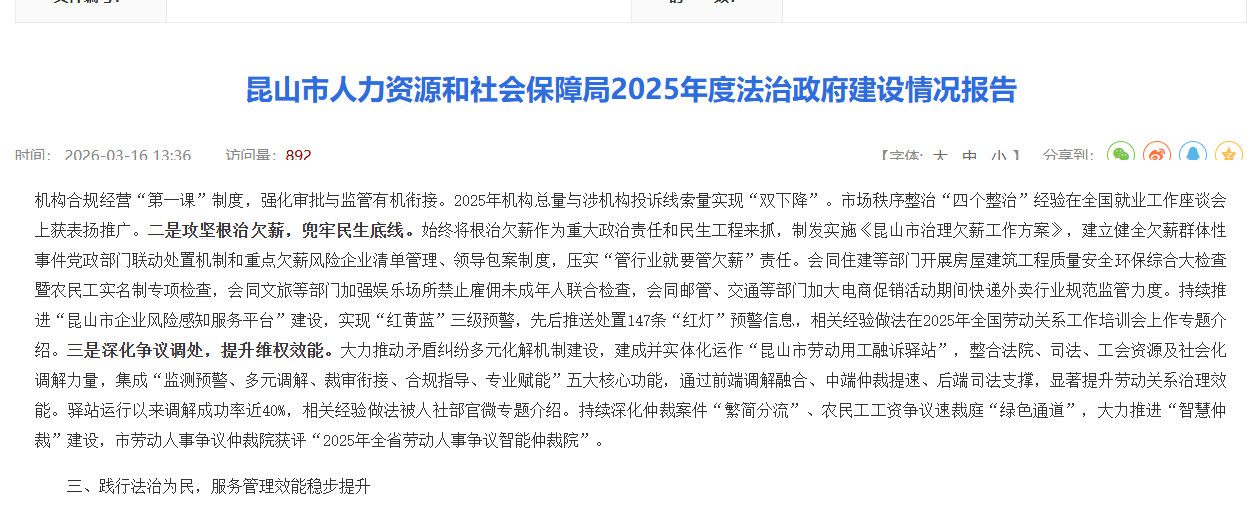 昆山市人力资源和社会保障局2025年度法治政府建设情况报告
时间： 2026-03-16 13:36 访问量：892 【字体: 大 中 小】 分享到：
机构合规经营“第一课”制度，强化审批与监管有机衔接。2025年机构总量与涉机构投诉线索量实现“双下降”。市场秩序整治“四个整治”经验在全国就业工作座谈会
上获表扬推广。二是攻坚根治欠薪，兜牢民生底线。始终将根治欠薪作为重大政治责任和民生工程来抓，制发实施《昆山市治理欠薪工作方案》，建立健全欠薪群体性
事件党政部门联动处置机制和重点欠薪风险企业清单管理、领导包案制度，压实“管行业就要管欠薪”责任。会同住建等部门开展房屋建筑工程质量安全环保综合大检查
暨农民工实名制专项检查，会同文旅等部门加强娱乐场所禁止雇佣未成年人联合检查，会同邮管、交通等部门加大电商促销活动期间快递外卖行业规范监管力度。持续推
进“昆山市企业风险感知服务平台”建设，实现“红黄蓝”三级预警，先后推送处置147条“红灯”预警信息，相关经验做法在2025年全国劳动关系工作培训会上作专题介
绍。三是深化争议调处，提升维权效能。大力推动矛盾纠纷多元化解机制建设，建成并实体化运作“昆山市劳动用工融诉驿站”，整合法院、司法、工会资源及社会化
调解力量，集成“监测预警、多元调解、裁审衔接、合规指导、专业赋能”五大核心功能，通过前端调解融合、中端仲裁提速、后端司法支撑，显著提升劳动关系治理效
能。驿站运行以来调解成功率近40%，相关经验做法被人社部官微专题介绍。持续深化仲裁案件“繁简分流”、农民工工资争议速裁庭“绿色通道”，大力推进“智慧仲
裁”建设，市劳动人事争议仲裁院获评“2025年全省劳动人事争议智能仲裁院”。
三、践行法治为民，服务管理效能稳步提升